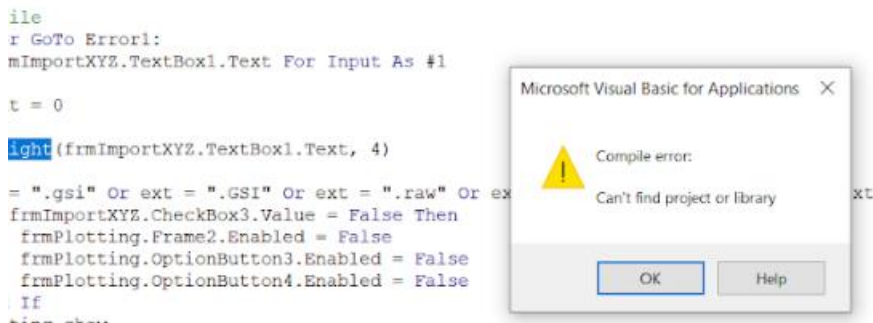 ile
r GoTo Error1:
mImportXYZ.TextBox1.Text For Input As #1
t = 0
ight(frmImportXYZ.TextBox1.Text, 4)
= ".gsi" Or ext = ".GSI" Or ext = ".raw" Or ex
xt
frmImportXYZ.CheckBox3.Value = False Then
frmPlotting.Frame2.Enabled = False
frmPlotting.OptionButton3.Enabled = False
frmPlotting.OptionButton4.Enabled = False
If
Microsoft Visual Basic for Applications
Compile error:
Can't find project or library
OK
Help